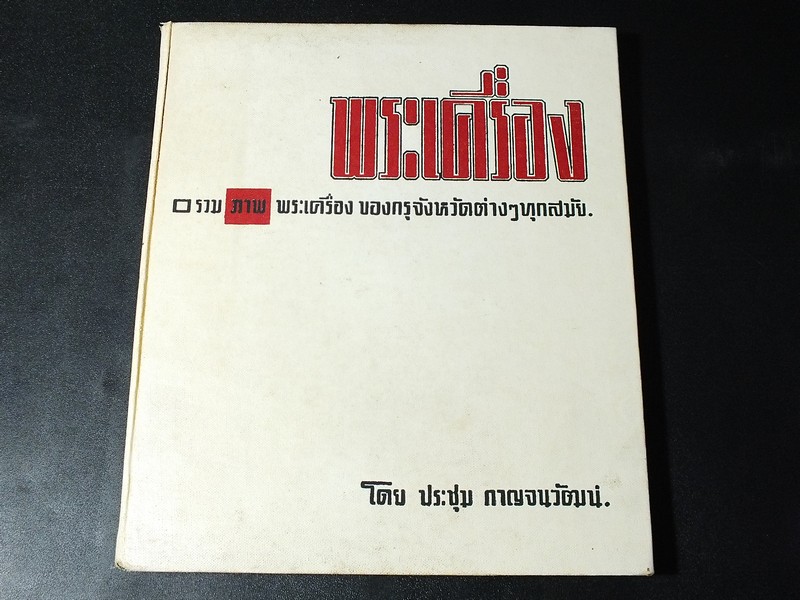 พระเครื่อง
รวม ภาพ พระเครื่อง ของกรุจังหวัดต่างๆทุกสมัย.
โดย ประชุม กาญจนวัฒน์.